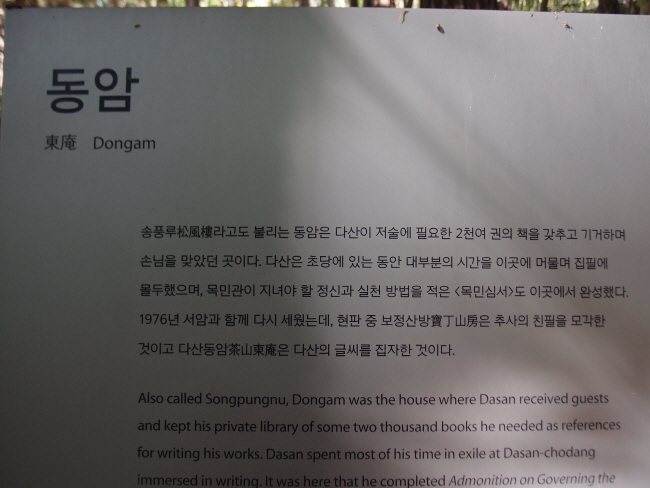 동암
東庵 Dongam
송풍루松風樓라고도 불리는 동암은 다산이 저술에 필요한 2천여 권의 책을 갖추고 기거하며
손님을 맞았던 곳이다. 다산은 초당에 있는 동안 대부분의 시간을 이곳에 머물며 집필에
몰두했으며, 목민관이 지녀야 할 정신과 실천 방법을 적은 <목민심서>도 이곳에서 완성했다.
1976년 서암과 함께 다시 세웠는데, 현판 중 보정산방寶丁山房은 추사의 친필을 모각한
것이고 다산동암茶山東庵은 다산의 글씨를 집자한 것이다.
Also called Songpungnu, Dongam was the house where Dasan received guests
and kept his private library of some two thousand books he needed as references
for writing his works. Dasan spent most of his time in exile at Dasan-chodang
immersed in writing. It was here that he completed Admonition on Governing the